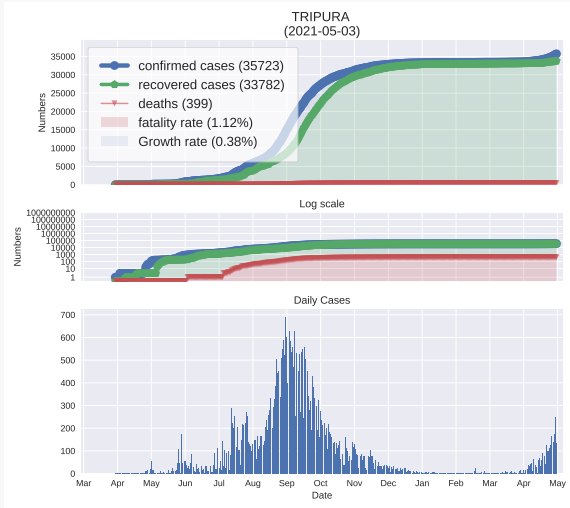 TRIPURA
(2021-05-03)
confirmed cases (35723)
recovered cases (33782)
deaths (399)
fatality rate (1.12%)
Growth rate (0.38%)
Numbers
35000
30000
25000
20000
15000
10000
5000
0
Log scale
Numbers
1000000000
10000000
1000000
100000
10000
1000
100
10
1
Daily Cases
700
600
500
400
300
200
100
0
Mar Apr May Jun Jul Aug Sep Oct Nov Dec Jan Feb Mar Apr May
Date